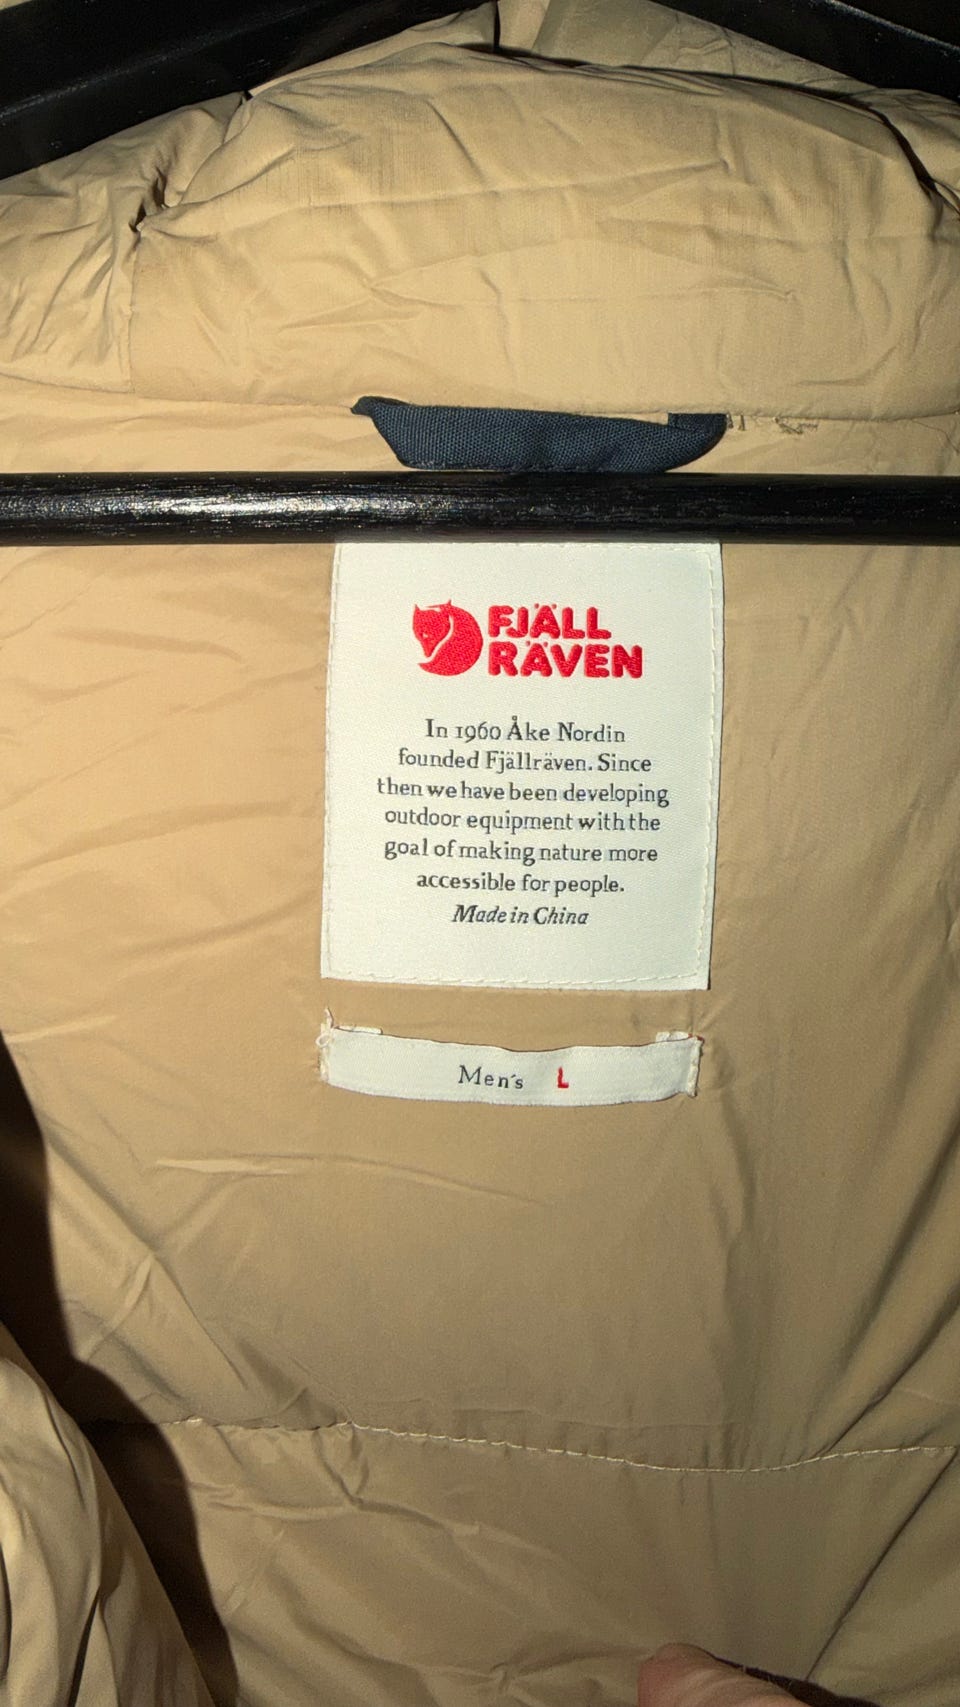 FJÄLL
RÄVEN
In 1960 Åke Nordin
founded Fjällräven. Since
then we have been developing
outdoor equipment with the
goal of making nature more
accessible for people.
Made in China
Men's L